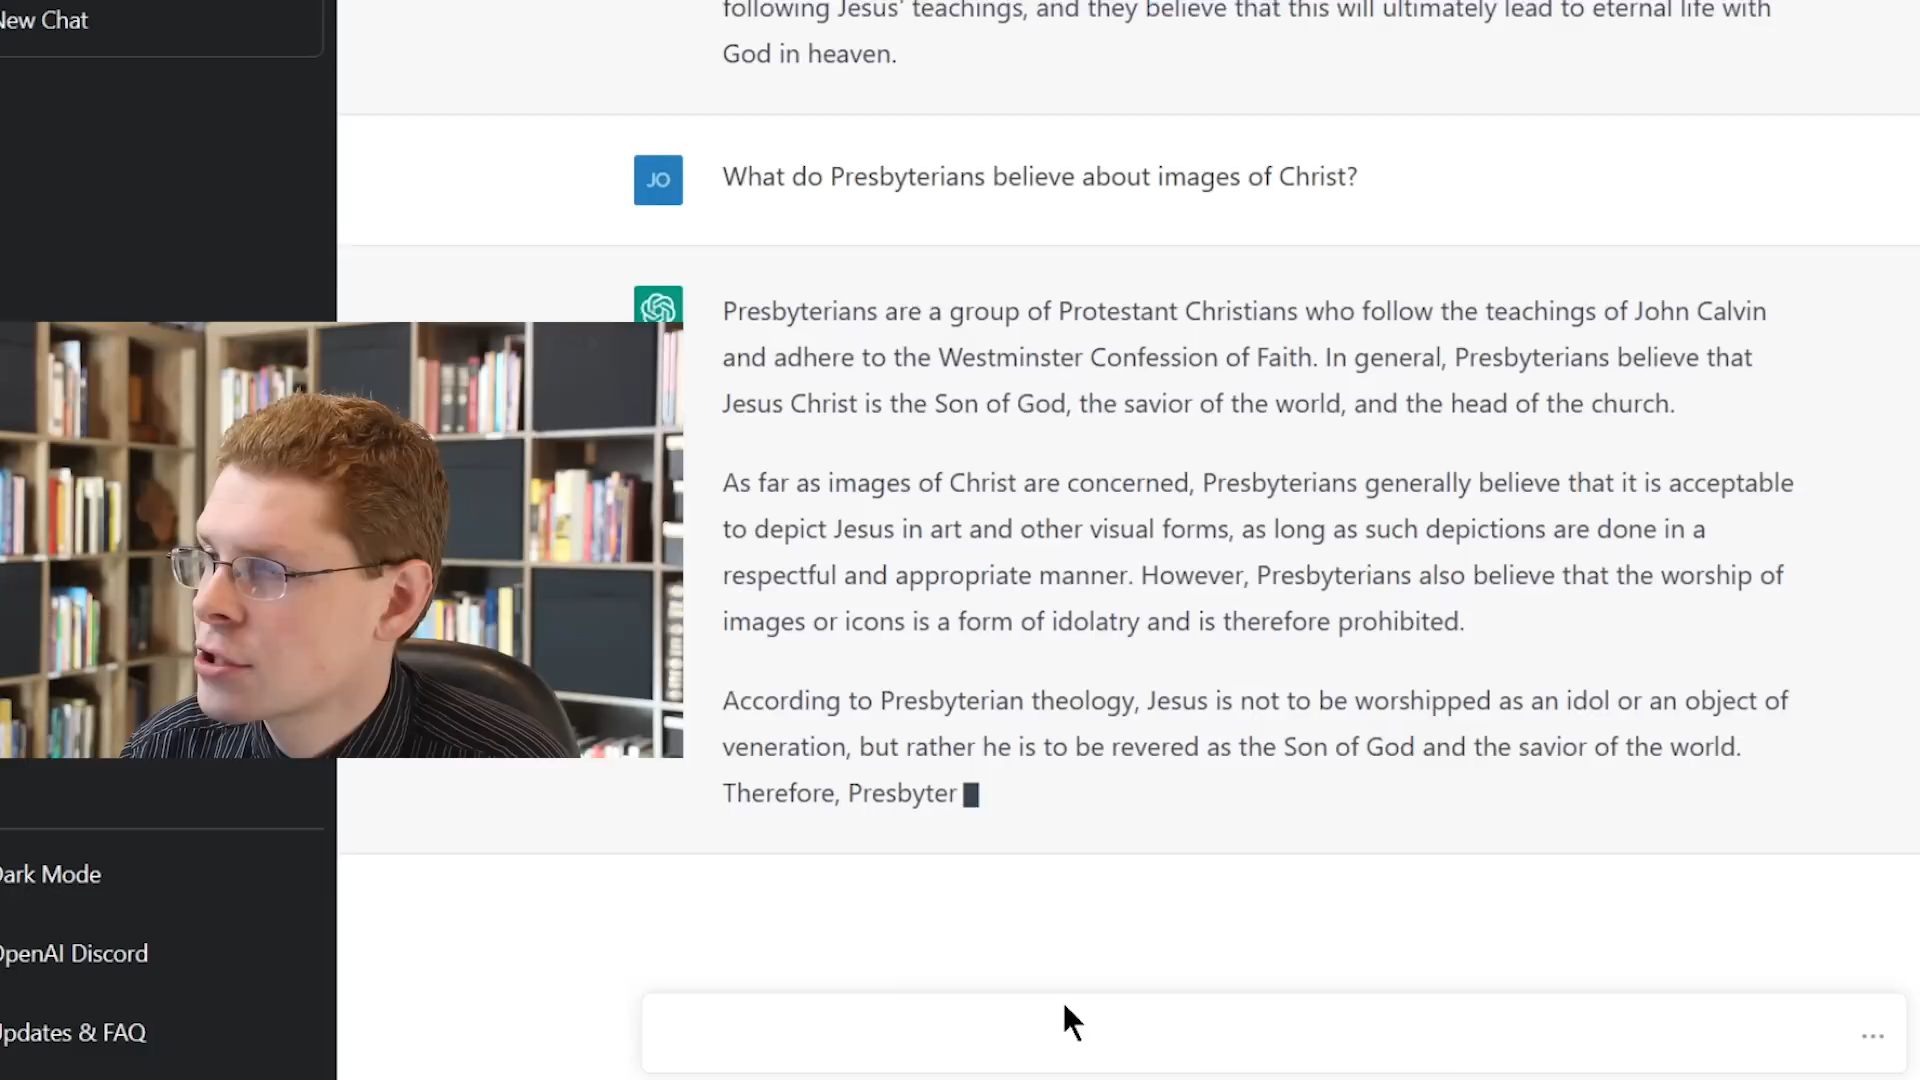 New Chat
following Jesus' teachings, and they believe that this will ultimately lead to eternal life with
God in heaven.
JO
What do Presbyterians believe about images of Christ?
Presbyterians are a group of Protestant Christians who follow the teachings of John Calvin
and adhere to the Westminster Confession of Faith. In general, Presbyterians believe that
Jesus Christ is the Son of God, the savior of the world, and the head of the church.
As far as images of Christ are concerned, Presbyterians generally believe that it is acceptable
to depict Jesus in art and other visual forms, as long as such depictions are done in a
respectful and appropriate manner. However, Presbyterians also believe that the worship of
images or icons is a form of idolatry and is therefore prohibited.
According to Presbyterian theology, Jesus is not to be worshipped as an idol or an object of
veneration, but rather he is to be revered as the Son of God and the savior of the world.
Therefore, Presbyter
Dark Mode
OpenAI Discord
Updates & FAQ